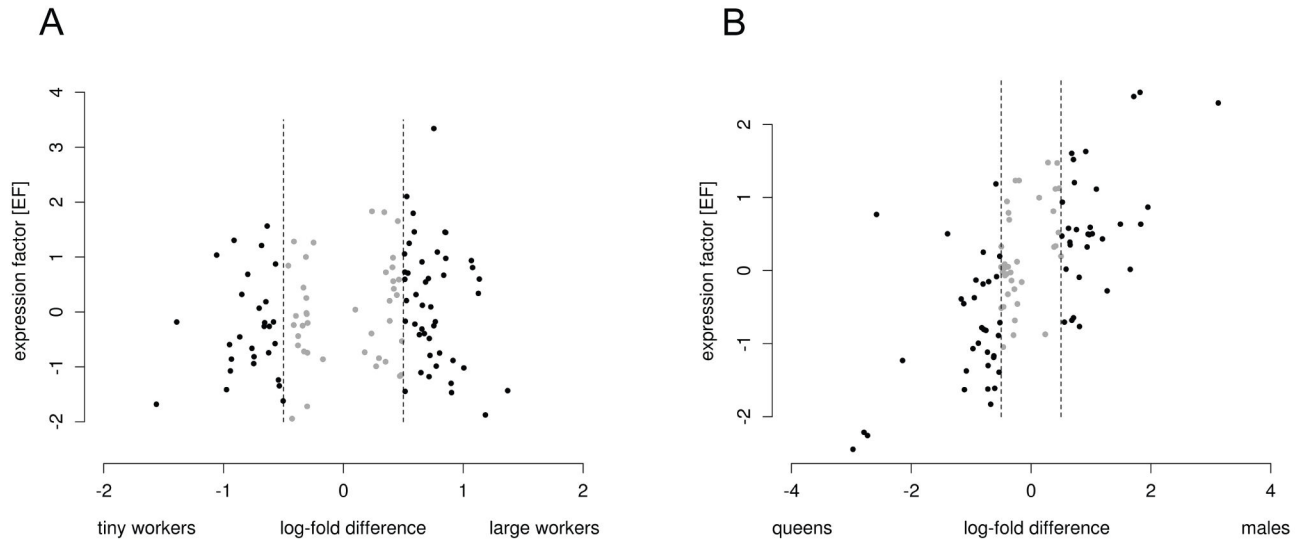 A
expression factor [EF]
4
3
2
1
0
-1
-2
-2 -1 0 1 2
tiny workers log-fold difference large workers
B
expression factor [EF]
2
1
0
-1
-2
-4 -2 0 2 4
queens log-fold difference males